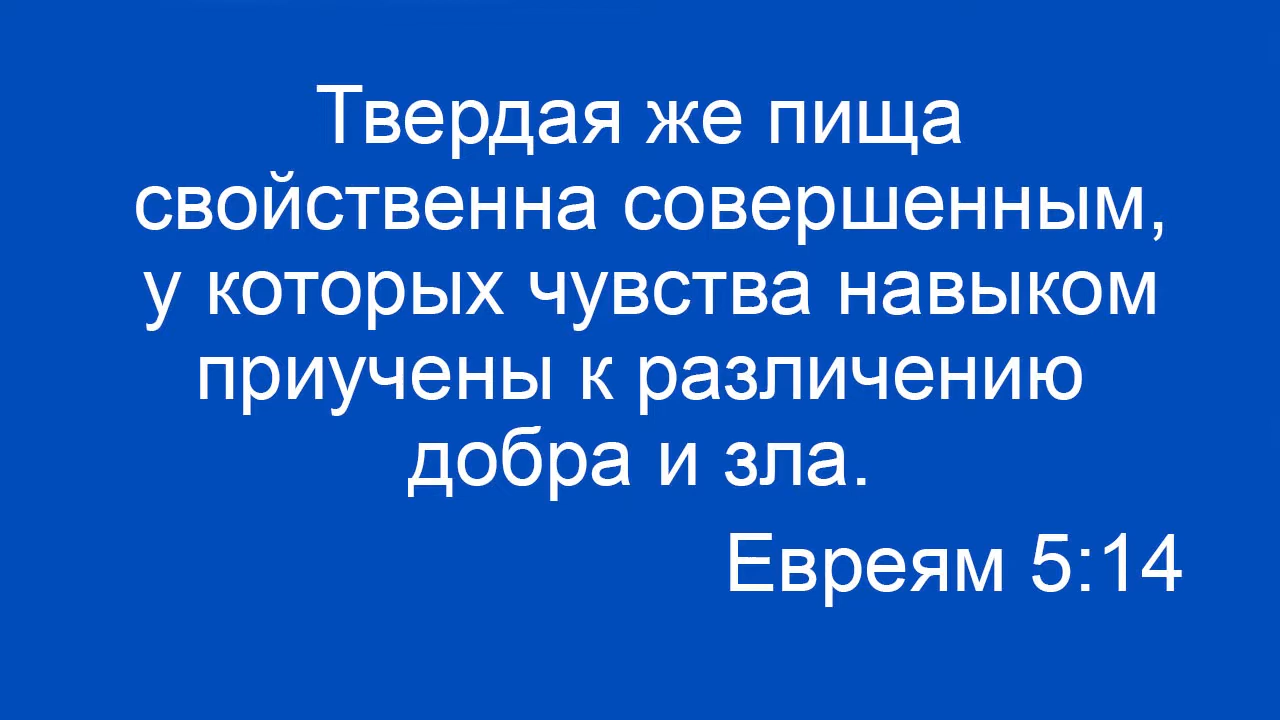 Твердая же пища
свойственна совершенным,
у которых чувства навыком
приучены к различению
добра и зла.
Евреям 5:14